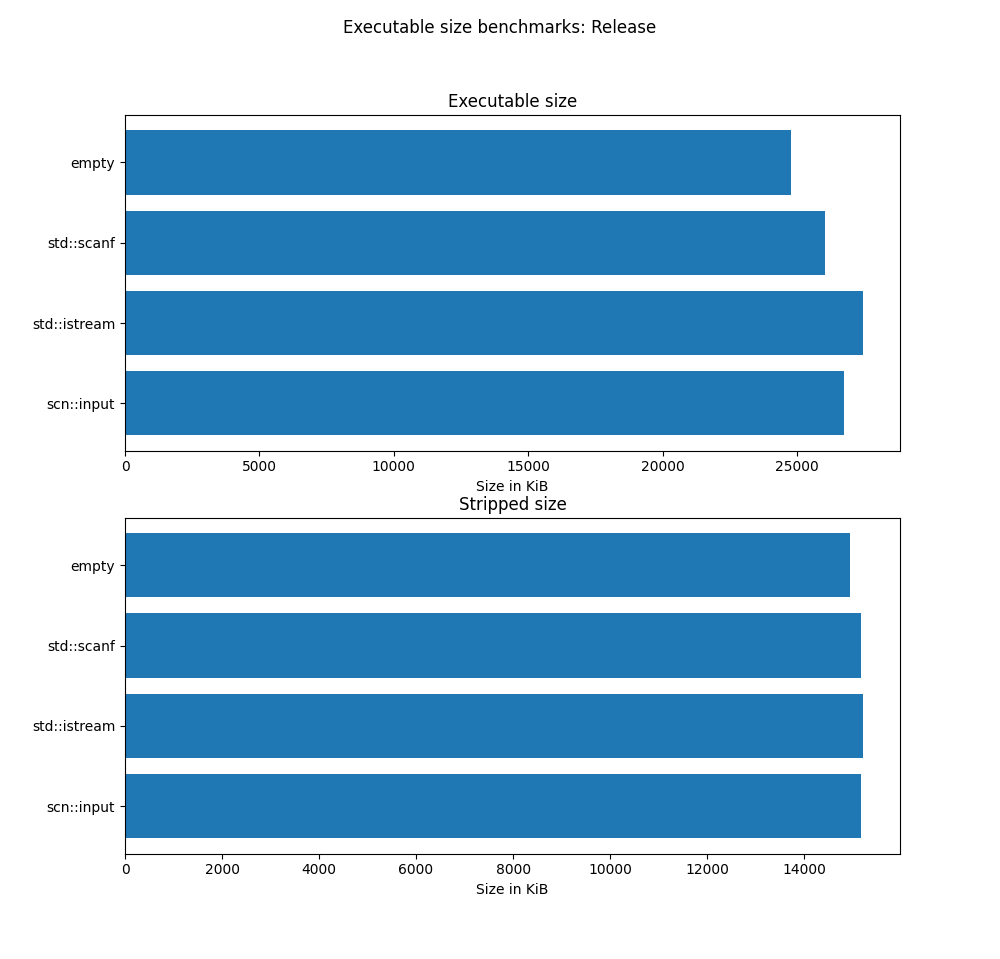 Executable size benchmarks: Release
Executable size
empty
std::scanf
std::istream
scn::input
0 5000 10000 15000 20000 25000
Size in KiB
Stripped size
empty
std::scanf
std::istream
scn::input
0 2000 4000 6000 8000 10000 12000 14000
Size in KiB